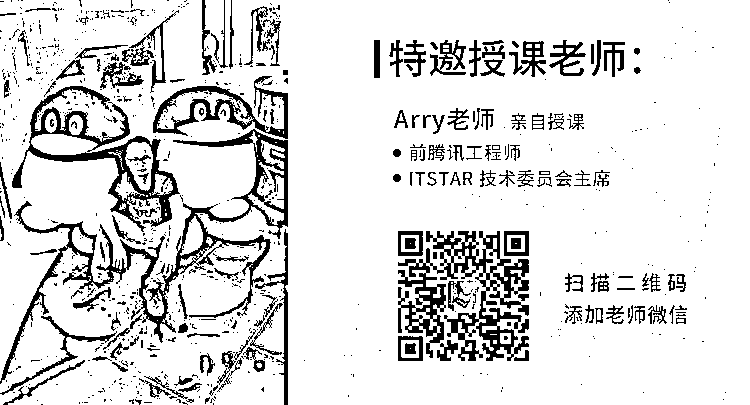 特邀授课老师：
Arry老师 亲自授课
● 前腾讯工程师
● ITSTAR 技术委员会主席
扫描二维码
添加老师微信